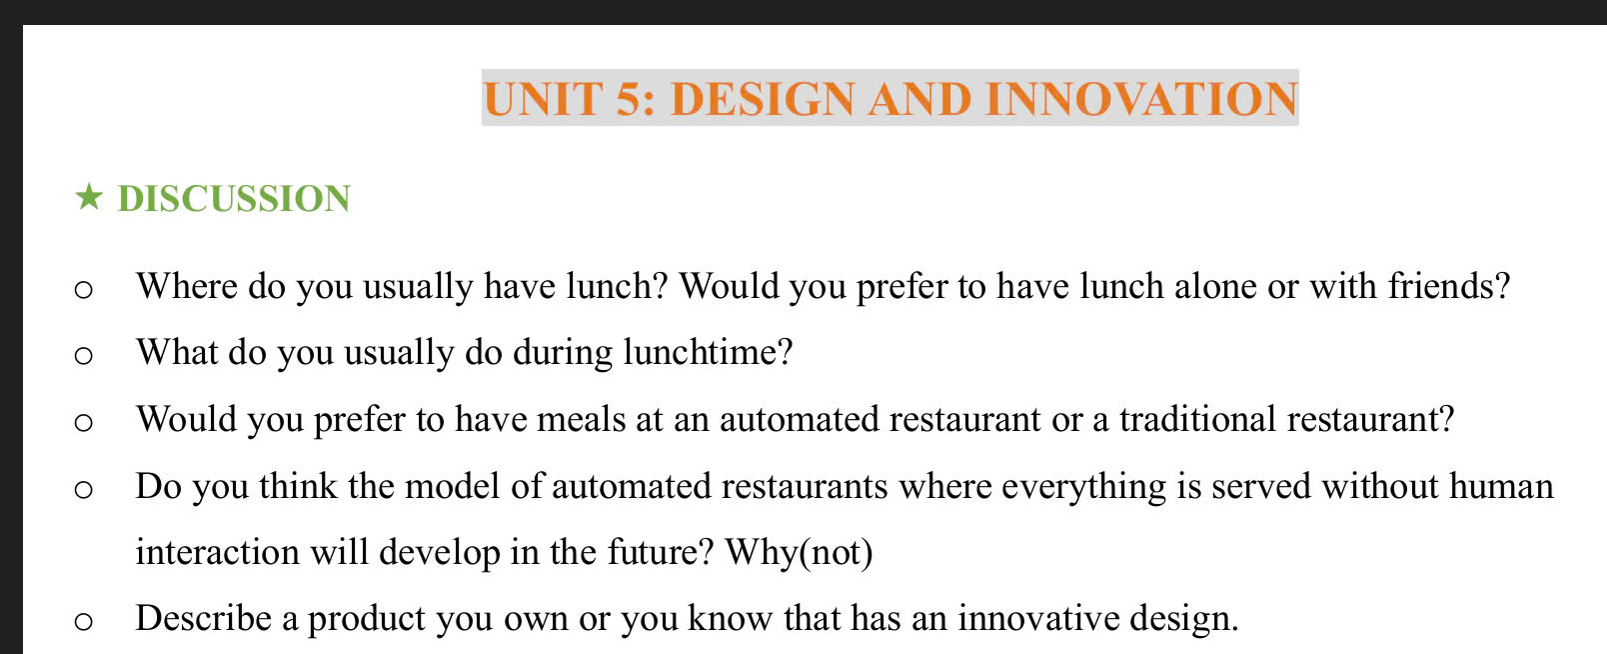 UNIT 5: DESIGN AND INNOVATION
★ DISCUSSION
o Where do you usually have lunch? Would you prefer to have lunch alone or with friends?
o What do you usually do during lunchtime?
o Would you prefer to have meals at an automated restaurant or a traditional restaurant?
o Do you think the model of automated restaurants where everything is served without human
interaction will develop in the future? Why(not)
o Describe a product you own or you know that has an innovative design.